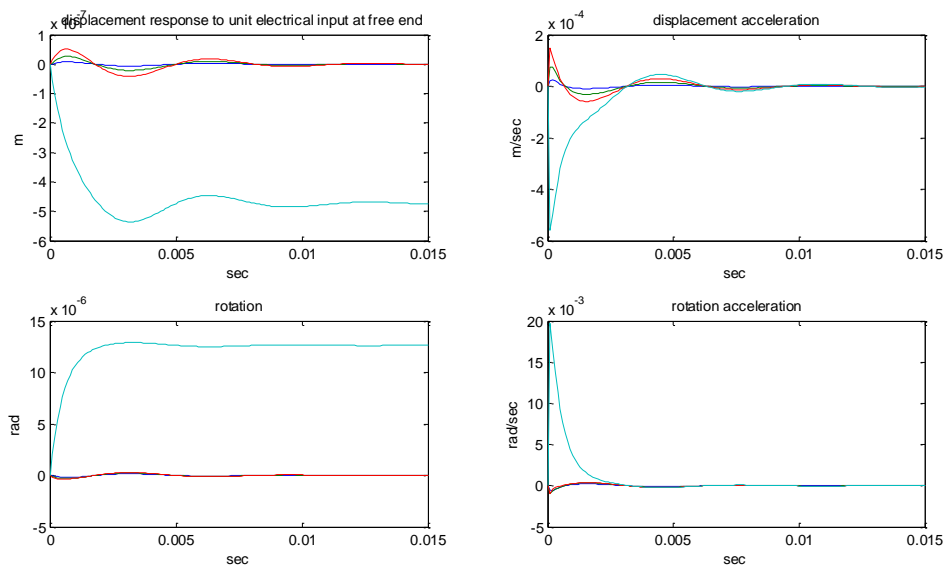 displacement response to unit electrical input at free end
x 10^-7
1
0
-1
-2
-3
-4
-5
-6
m
0 0.005 0.01 0.015
sec
displacement acceleration
x 10^-4
2
0
-2
-4
-6
m/sec
0 0.005 0.01 0.015
sec
rotation
x 10^-6
15
10
5
0
-5
rad
0 0.005 0.01 0.015
sec
rotation acceleration
x 10^-3
20
15
10
5
0
-5
rad/sec
0 0.005 0.01 0.015
sec